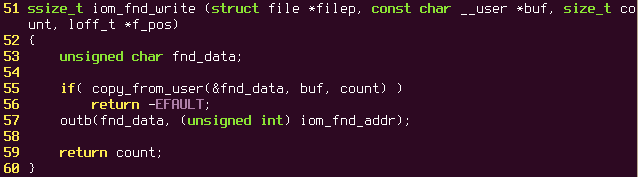 51 ssize_t iom_fnd_write (struct file *filep, const char __user *buf, size_t co
unt, loff_t *f_pos)
52 {
53     unsigned char fnd_data;
54
55     if( copy_from_user(&fnd_data, buf, count) )
56         return -EFAULT;
57     outb(fnd_data, (unsigned int) iom_fnd_addr);
58
59     return count;
60 }